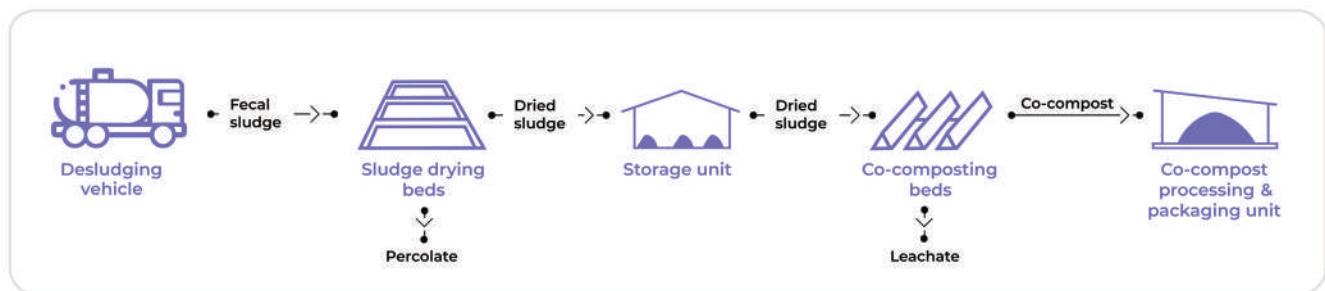 Fecal
sludge
Dried
sludge
Dried
sludge
Co-compost
Desludging
vehicle
Sludge drying
beds
Storage unit
Co-composting
beds
Co-compost
processing &
packaging unit
Percolate
Leachate